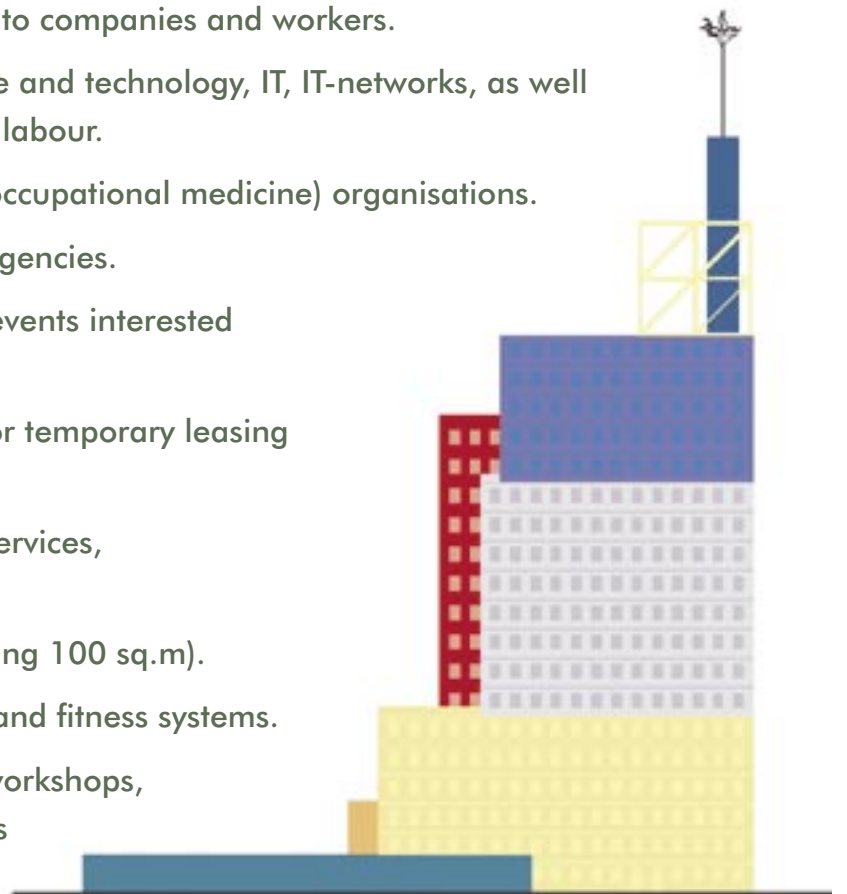 to companies and workers.
e and technology, IT, IT-networks, as well
labour.
occupational medicine) organisations.
gencies.
events interested
or temporary leasing
ervices,
ng 100 sq.m).
and fitness systems.
workshops,
s